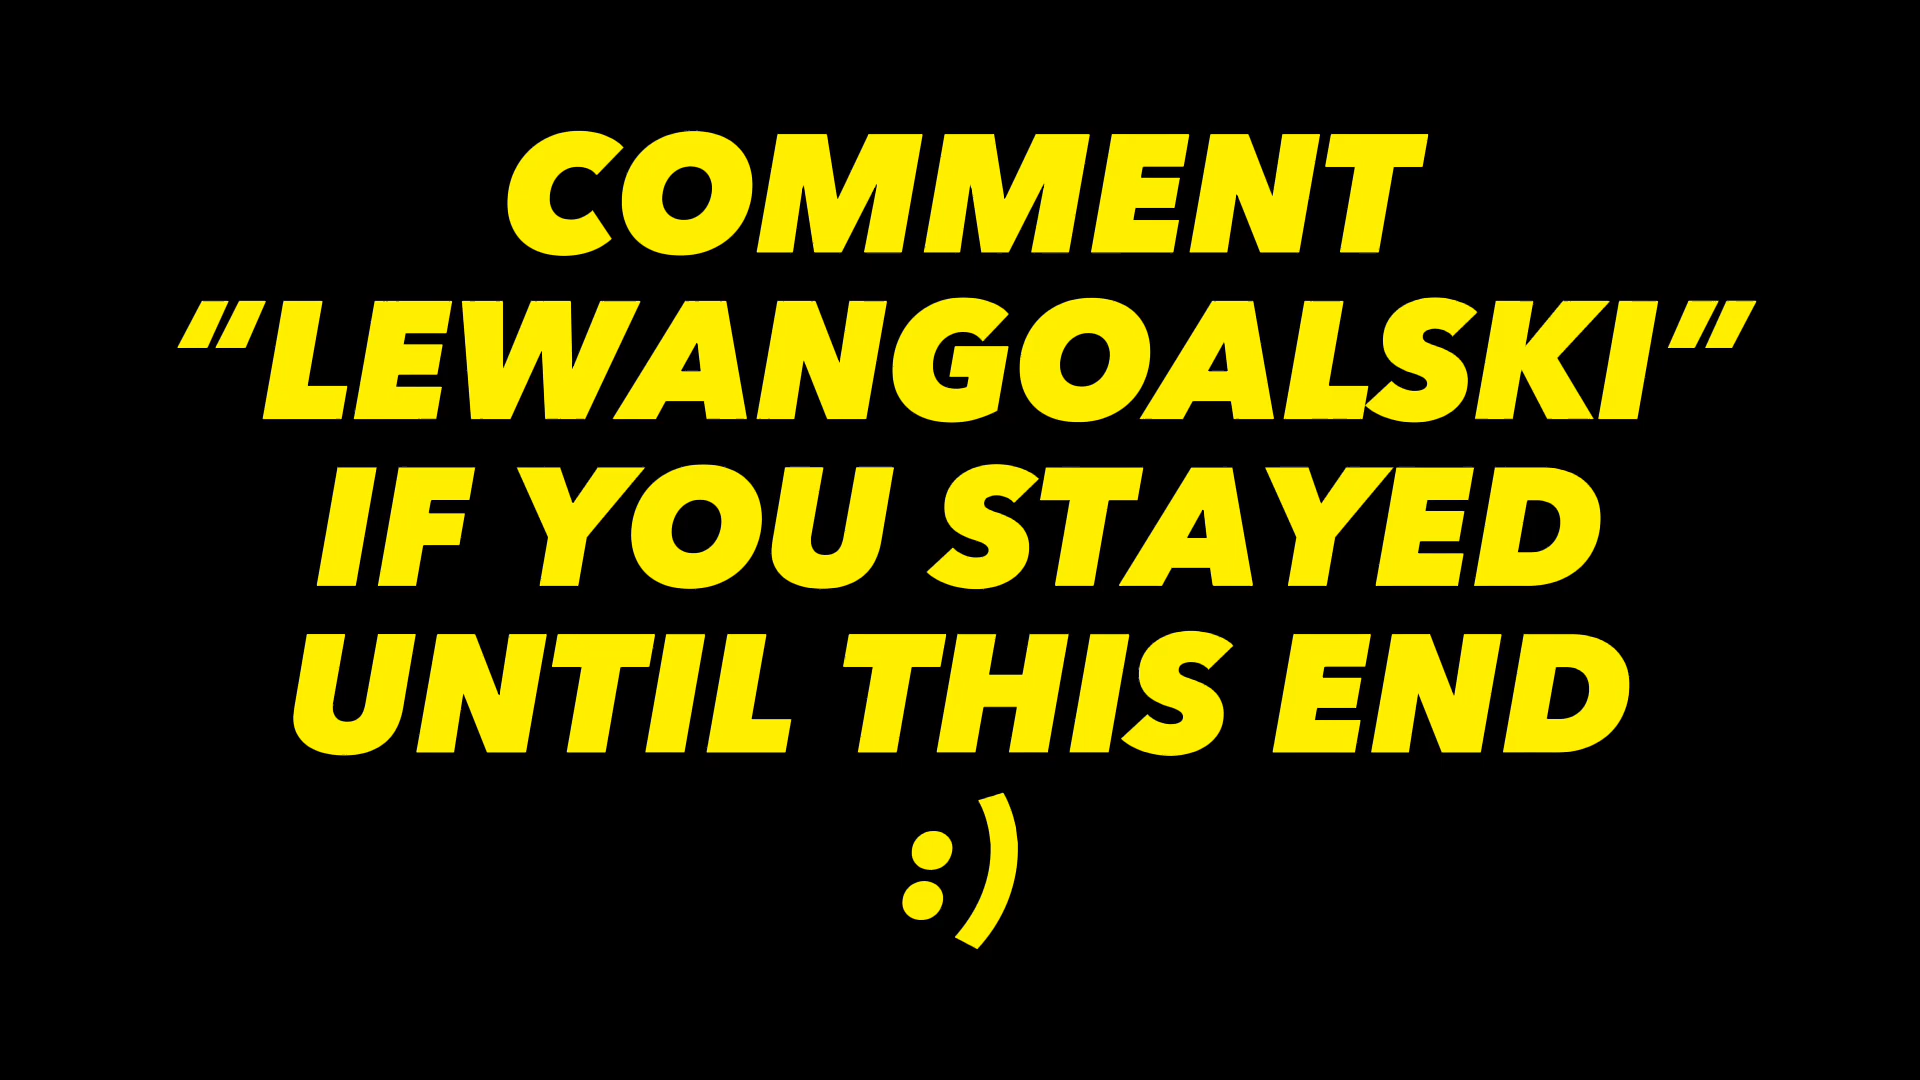 COMMENT
“LEWANGOALSKI”
IF YOU STAYED
UNTIL THIS END
:)